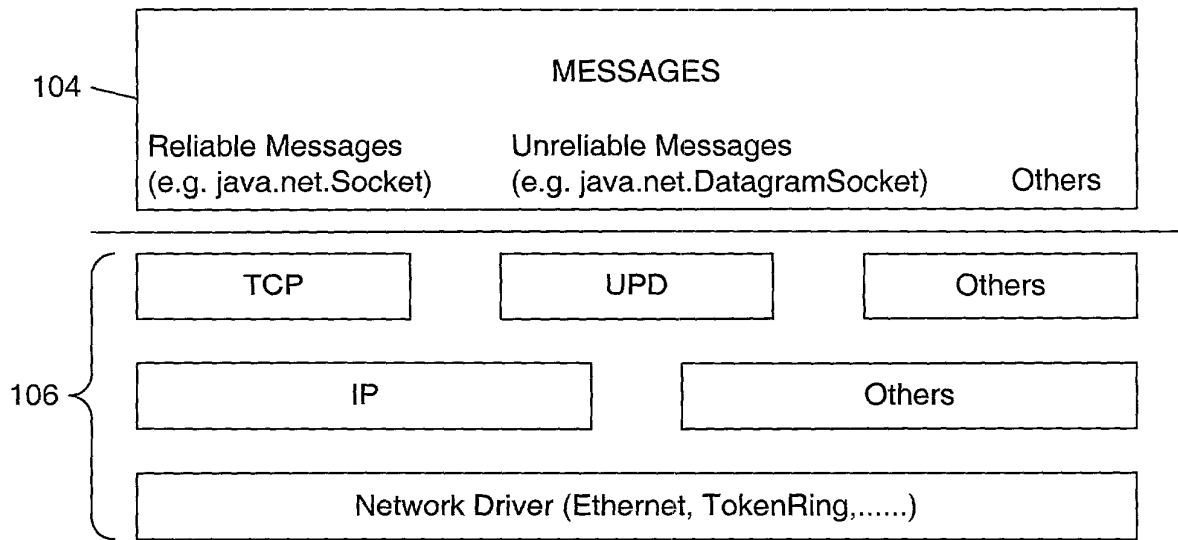 MESSAGES
104
Reliable Messages
(e.g. java.net.Socket)
Unreliable Messages
(e.g. java.net.DatagramSocket)
Others
TCP
UPD
Others
106
IP
Others
Network Driver (Ethernet, TokenRing,......)